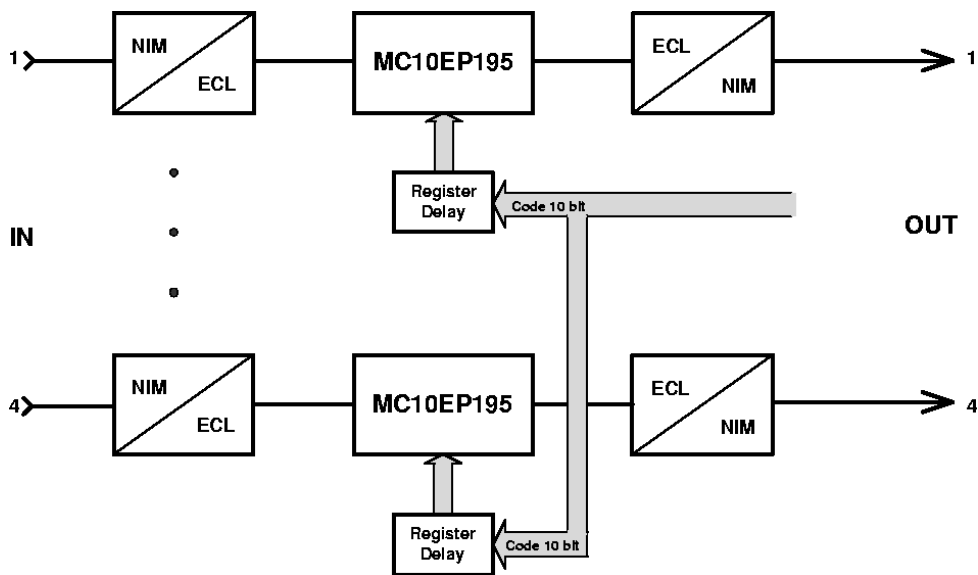 1
NIM
ECL
MC10EP195
ECL
NIM
1
Register
Delay
Code 10 bit
IN
OUT
4
NIM
ECL
MC10EP195
ECL
NIM
4
Register
Delay
Code 10 bit